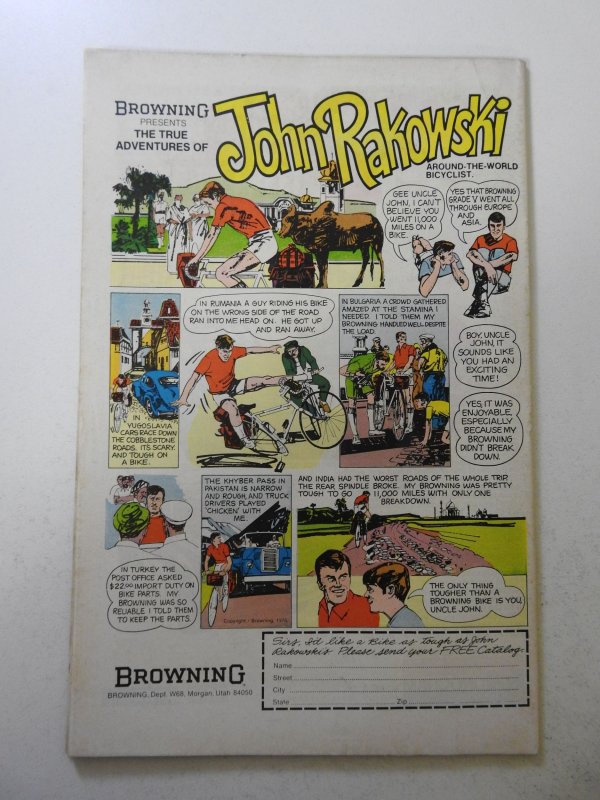 BROWNING
PRESENTS
THE TRUE
ADVENTURES OF
John Rakowski
AROUND-THE-WORLD
BICYCLIST.
GEE UNCLE
JOHN, I CAN'T
BELIEVE YOU
WENT 11,000
MILES ON A
BIKE.
YES THAT BROWNING
GRADE V WENT ALL
THROUGH EUROPE
AND
ASIA.
IN
YUGOSLAVIA
CARS RACE DOWN
THE COBBLESTONE
ROADS. ITS SCARY
AND TOUGH ON
A BIKE.
IN RUMANIA A GUY RIDING HIS BIKE
ON THE WRONG SIDE OF THE ROAD
RAN INTO ME HEAD ON. HE GOT UP
AND RAN AWAY.
IN BULGARIA A CROWD GATHERED
AMAZED AT THE STAMINA I
NEEDED. I TOLD THEM MY
BROWNING HANDLED WELL DESPITE
THE LOAD.
BOY, UNCLE
JOHN, IT
SOUNDS LIKE
YOU HAD AN
EXCITING
TIME!
YES, IT WAS
ENJOYABLE,
ESPECIALLY
BECAUSE MY
BROWNING
DIDN'T BREAK
DOWN.
IN TURKEY THE
POST OFFICE ASKED
$22.00 IMPORT DUTY ON
BIKE PARTS. MY
BROWNING WAS SO
RELIABLE I TOLD THEM
TO KEEP THE PARTS.
THE KHYBER PASS IN
PAKISTAN IS NARROW
AND ROUGH, AND TRUCK
DRIVERS PLAYED
'CHICKEN' WITH
ME.
Copyright • Browning, 1974
AND INDIA HAD THE WORST ROADS OF THE WHOLE TRIP
THE REAR SPINDLE BROKE. MY BROWNING WAS PRETTY
TOUGH TO GO 11,000 MILES WITH ONLY ONE
BREAKDOWN.
THE ONLY THING
TOUGHER THAN A
BROWNING BIKE IS YOU,
UNCLE JOHN.
BROWNING
BROWNING, Dept. W68, Morgan, Utah 84050
Sirs, I'd like a Bike as tough as John
Rakowski's. Please send your FREE Catalog.
Name
Street
City
State Zip